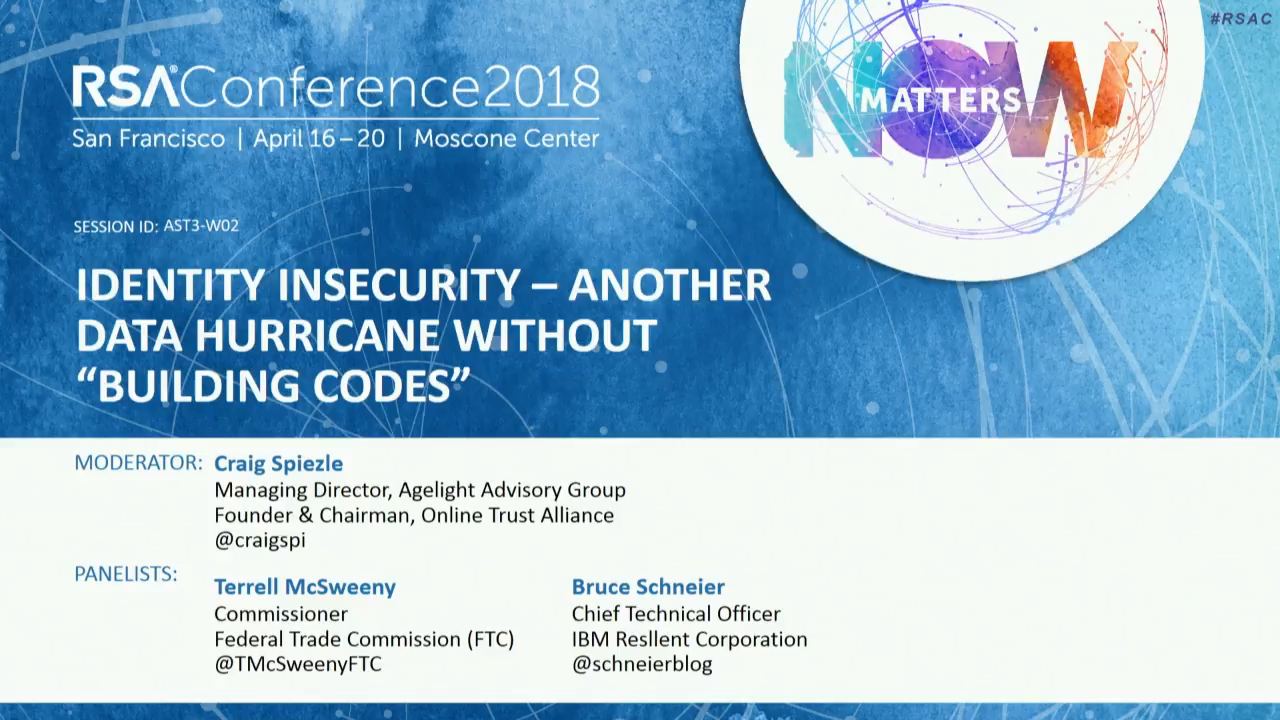 #RSAC
RSAConference2018
San Francisco | April 16–20 | Moscone Center
NOW
MATTERS
SESSION ID: AST3-W02
IDENTITY INSECURITY – ANOTHER
DATA HURRICANE WITHOUT
“BUILDING CODES”
MODERATOR: Craig Spiezle
Managing Director, Agelight Advisory Group
Founder & Chairman, Online Trust Alliance
@craigspi
PANELISTS:
Terrell McSweeny
Commissioner
Federal Trade Commission (FTC)
@TMcSweenyFTC
Bruce Schneier
Chief Technical Officer
IBM Resllent Corporation
@schneierblog